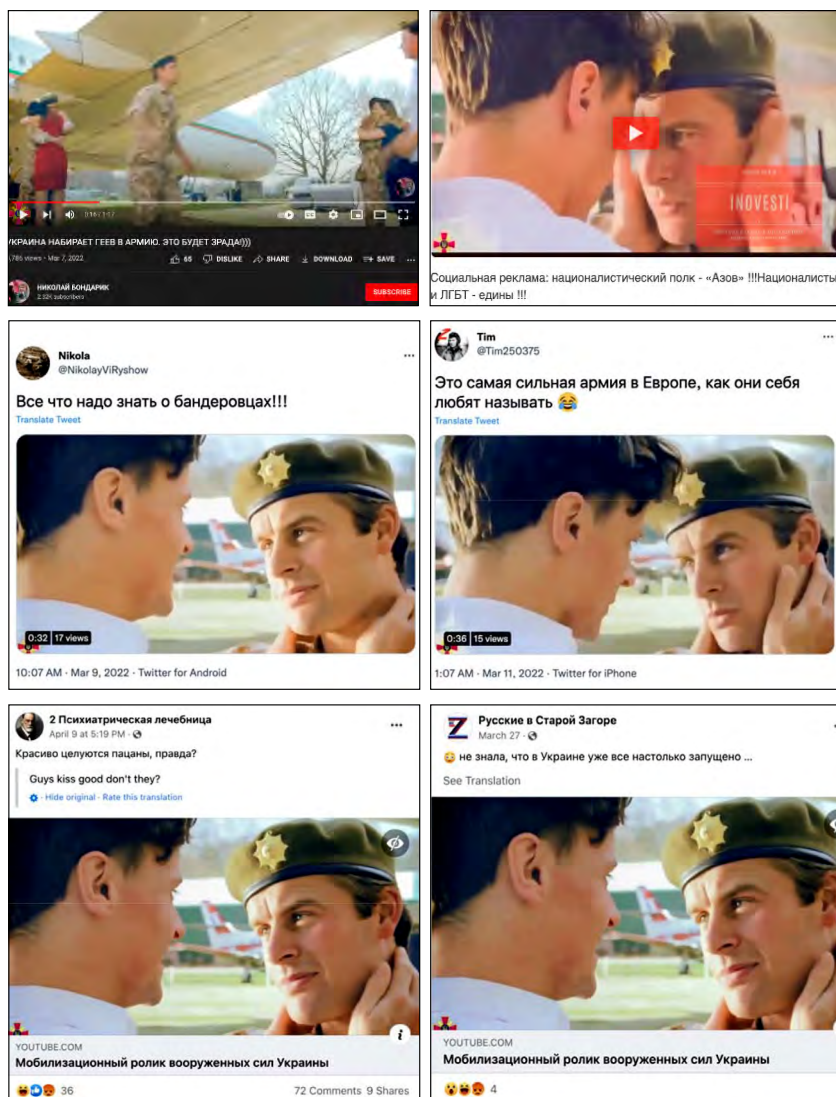 0:16 / 1:07
УКРАИНА НАБИРАЕТ ГЕЕВ В АРМИЮ. ЭТО БУДЕТ ЗРАДА!)))
,786 views • Mar 7, 2022
65 DISLIKE SHARE DOWNLOAD SAVE
НИКОЛАЙ БОНДАРИК
subscribers
SUBSCRIBE
INOVESTI
Социальная реклама: националистический полк - «Азов» !!!Националисты
и ЛГБТ - едины !!!
Nikola
@NikolayViRyshow
Все что надо знать о бандеровцах!!!
Translate Tweet
0:32 17 views
10:07 AM · Mar 9, 2022 · Twitter for Android
Tim
@Tim250375
Это самая сильная армия в Европе, как они себя
любят называть 😂
Translate Tweet
0:36 15 views
1:07 AM · Mar 11, 2022 · Twitter for iPhone
2 Психиатрическая лечебница
April 9 at 5:19 PM ·
Красиво целуются пацаны, правда?
Guys kiss good don't they?
· Hide original · Rate this translation
YOUTUBE.COM
Мобилизационный ролик вооруженных сил Украины
36
72 Comments 9 Shares
Русские в Старой Загоре
March 27 ·
😳 не знала, что в Украине уже все настолько запущено ...
See Translation
YOUTUBE.COM
Мобилизационный ролик вооруженных сил Украины
4